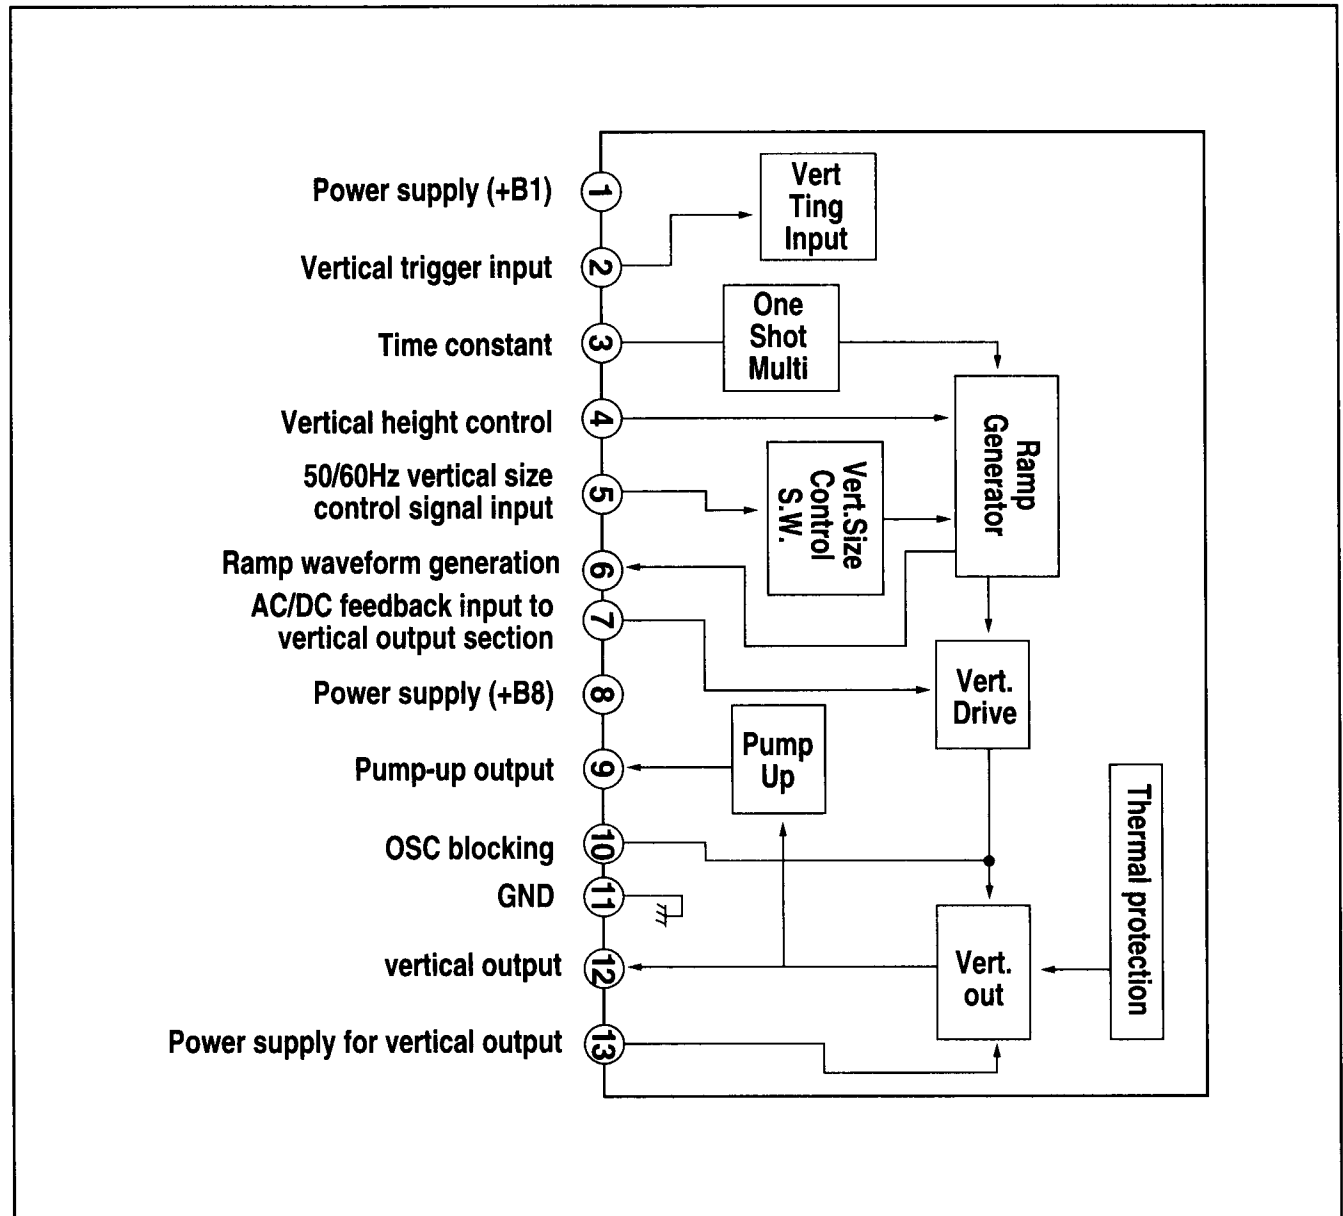 Power supply (+B1)
1
Vert
Ting
Input
Vertical trigger input
2
Time constant
3
One
Shot
Multi
Vertical height control
4
Ramp
Generator
50/60Hz vertical size
control signal input
5
Vert.Size
Control
S.W.
Ramp waveform generation
6
AC/DC feedback input to
vertical output section
7
Vert.
Drive
Power supply (+B8)
8
Pump-up output
9
Pump
Up
OSC blocking
10
GND
11
Thermal protection
vertical output
12
Vert.
out
Power supply for vertical output
13